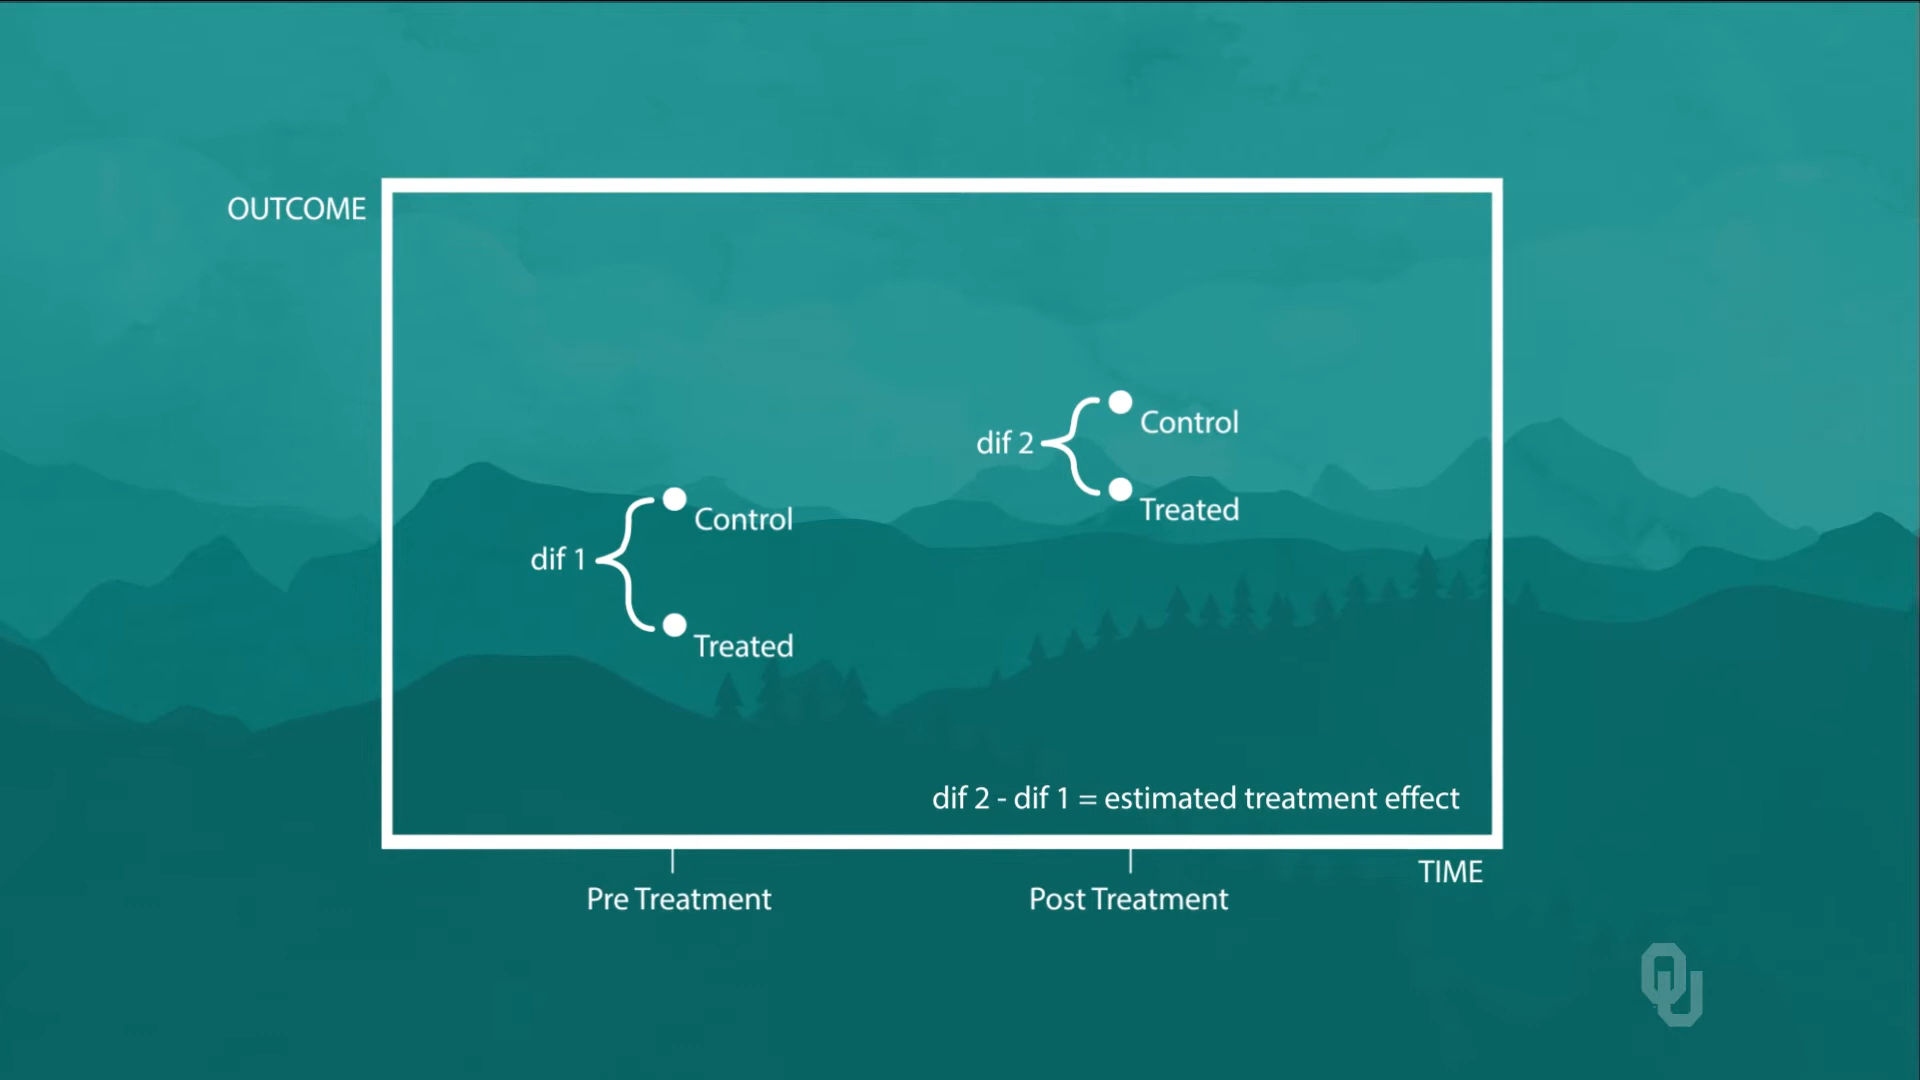 OUTCOME
Control
dif 2
Treated
Control
dif 1
Treated
dif 2 - dif 1 = estimated treatment effect
TIME
Pre Treatment
Post Treatment
OU